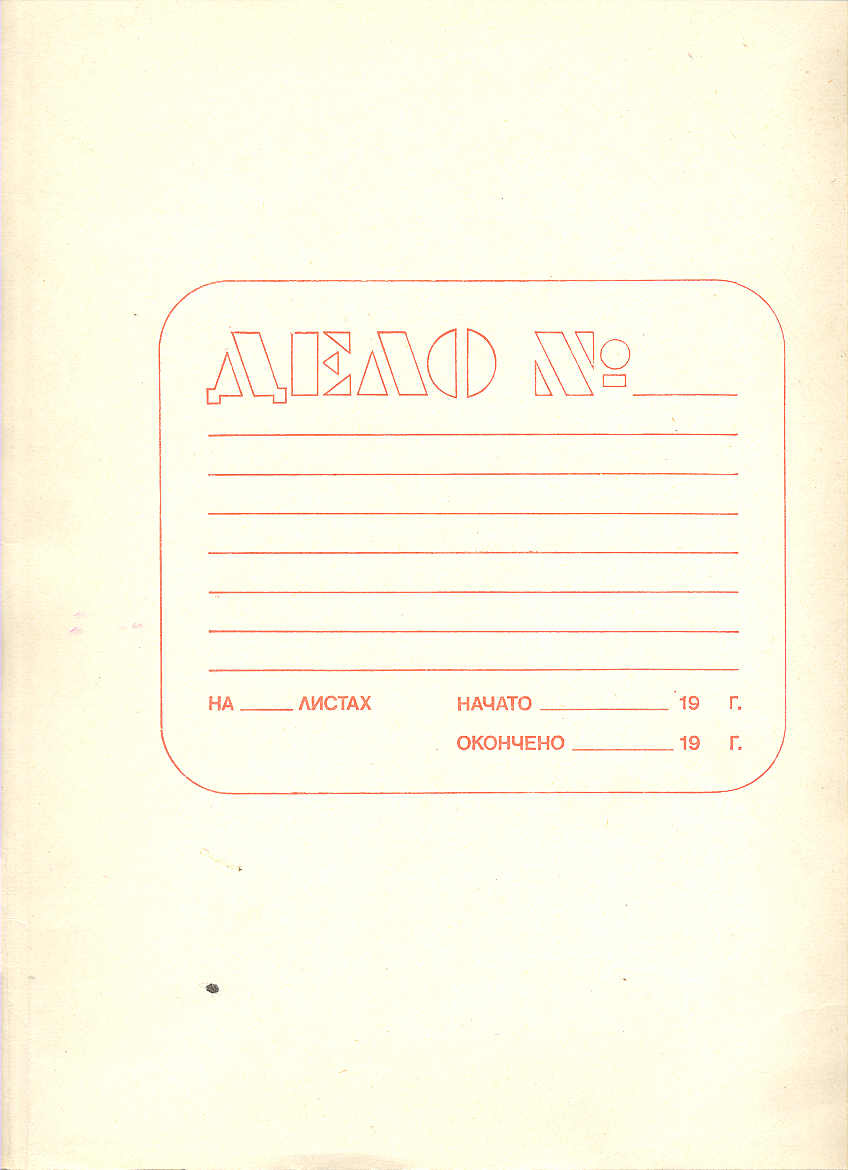 ДЕЛО №
НА ЛИСТАХ НАЧАТО 19 Г.
ОКОНЧЕНО 19 Г.